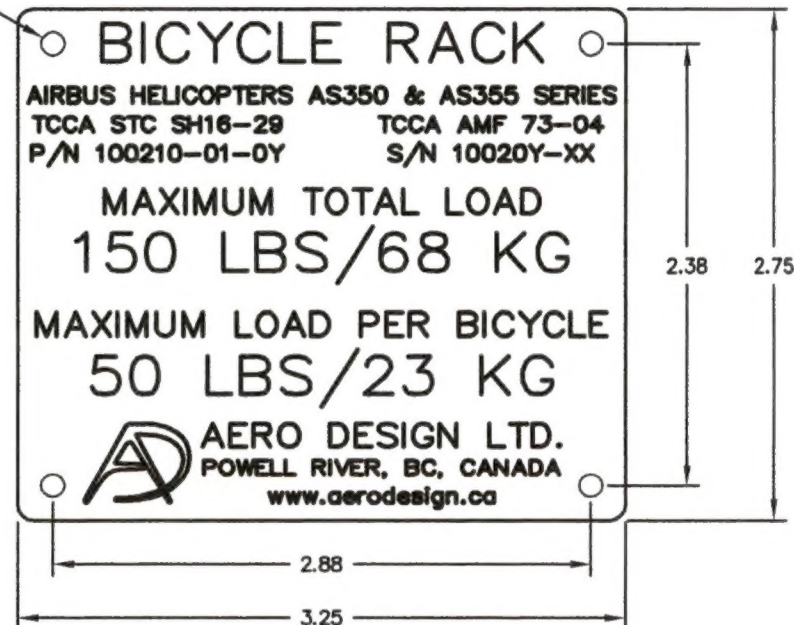 BICYCLE RACK
AIRBUS HELICOPTERS AS350 & AS355 SERIES
TCCA STC SH16-29 TCCA AMF 73-04
P/N 100210-01-0Y S/N 10020Y-XX
MAXIMUM TOTAL LOAD
150 LBS/68 KG
2.38 2.75
MAXIMUM LOAD PER BICYCLE
50 LBS/23 KG
AD AERO DESIGN LTD.
POWELL RIVER, BC, CANADA
www.aerodesign.ca
2.88
3.25